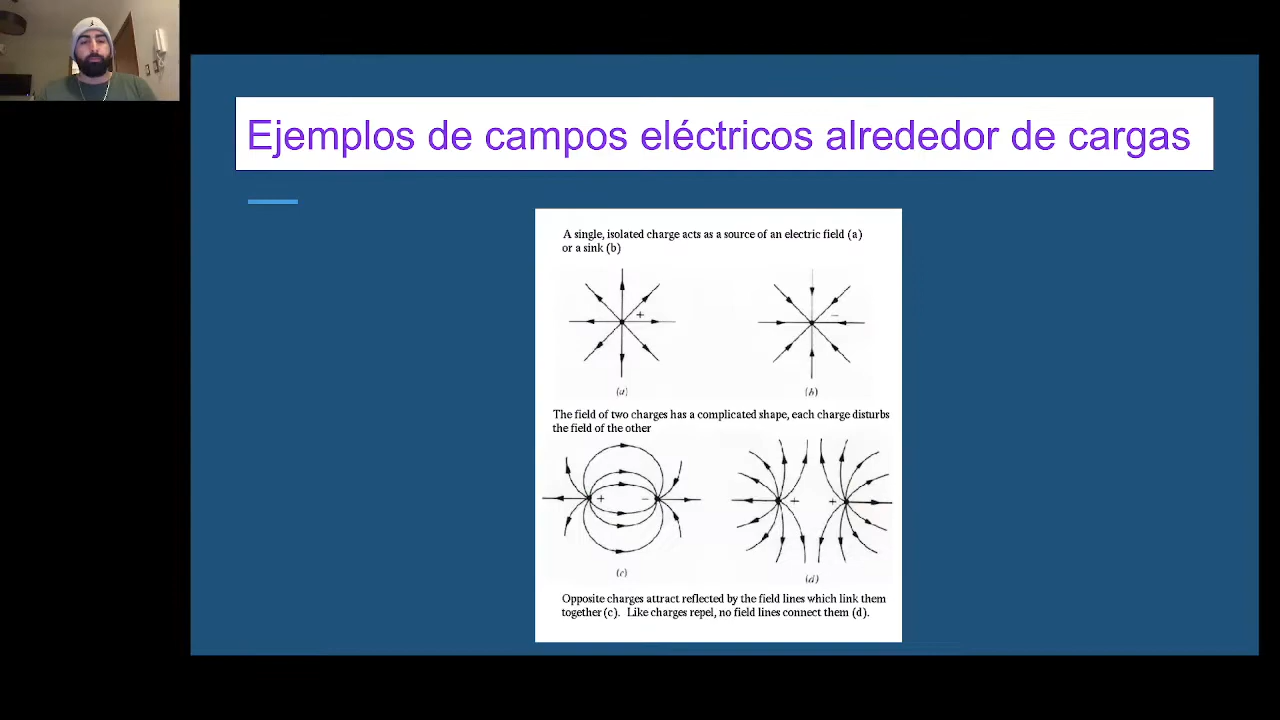 Ejemplos de campos eléctricos alrededor de cargas
A single, isolated charge acts as a source of an electric field (a)
or a sink (b)
+
−
(a)
(b)
The field of two charges has a complicated shape, each charge disturbs
the field of the other
+ −
+ +
(c)
(d)
Opposite charges attract reflected by the field lines which link them
together (c). Like charges repel, no field lines connect them (d).